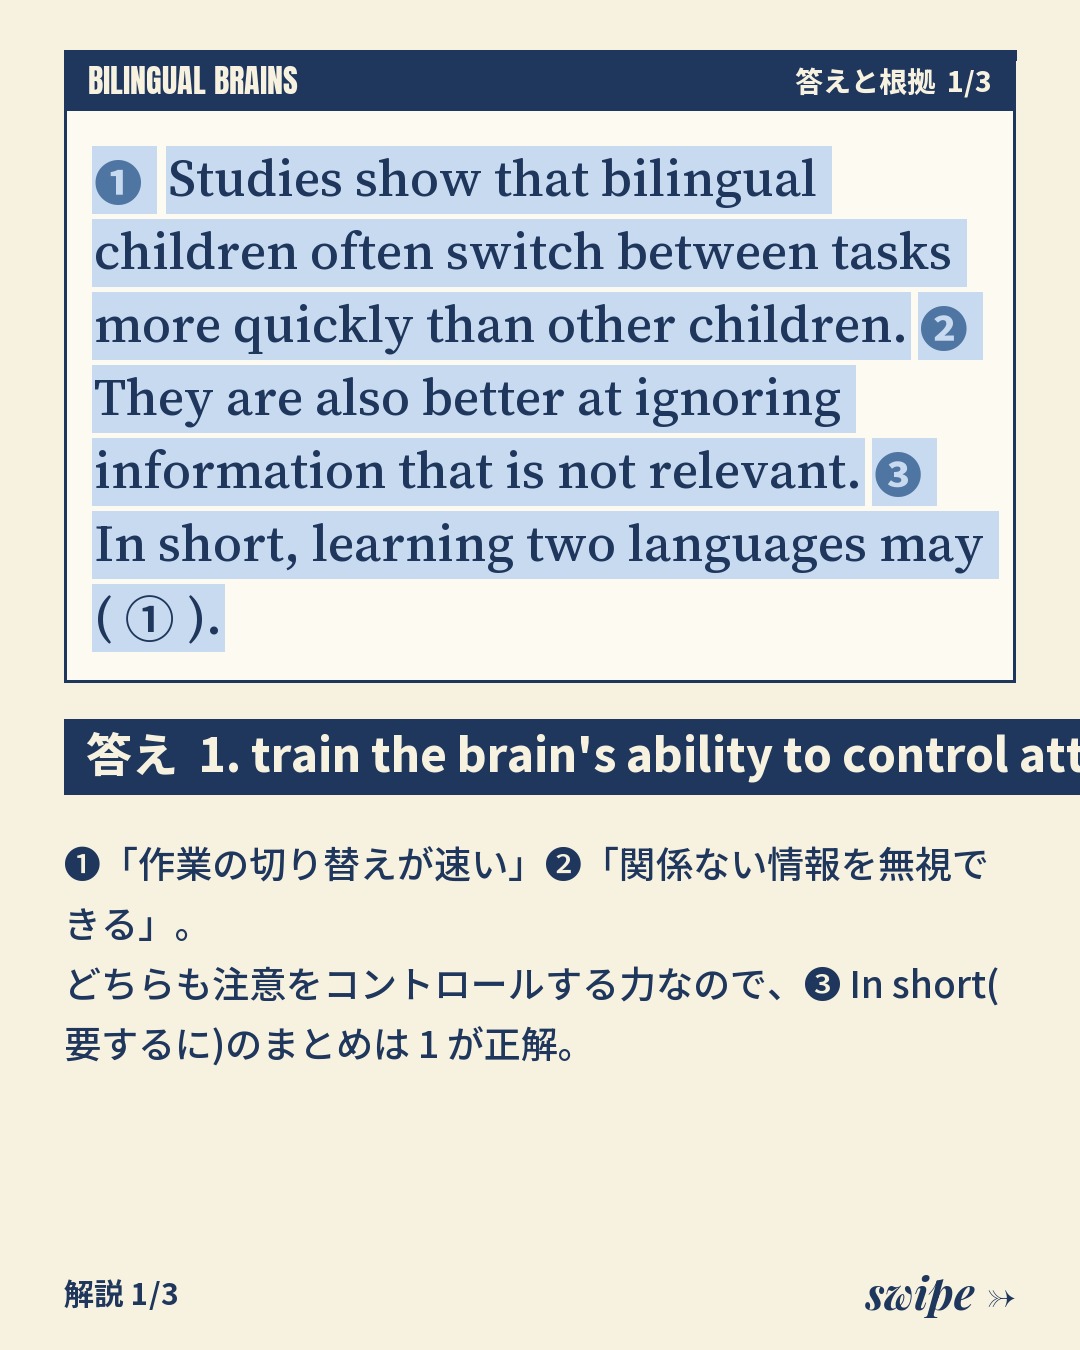 BILINGUAL BRAINS
答えと根拠 1/3
❶ Studies show that bilingual
children often switch between tasks
more quickly than other children. ❷
They are also better at ignoring
information that is not relevant. ❸
In short, learning two languages may
( ① ).
答え 1. train the brain's ability to control
❶「作業の切り替えが速い」❷「関係ない情報を無視で
きる」。
どちらも注意をコントロールする力なので、❸ In short(
要するに)のまとめは 1 が正解。
解説 1/3
swipe